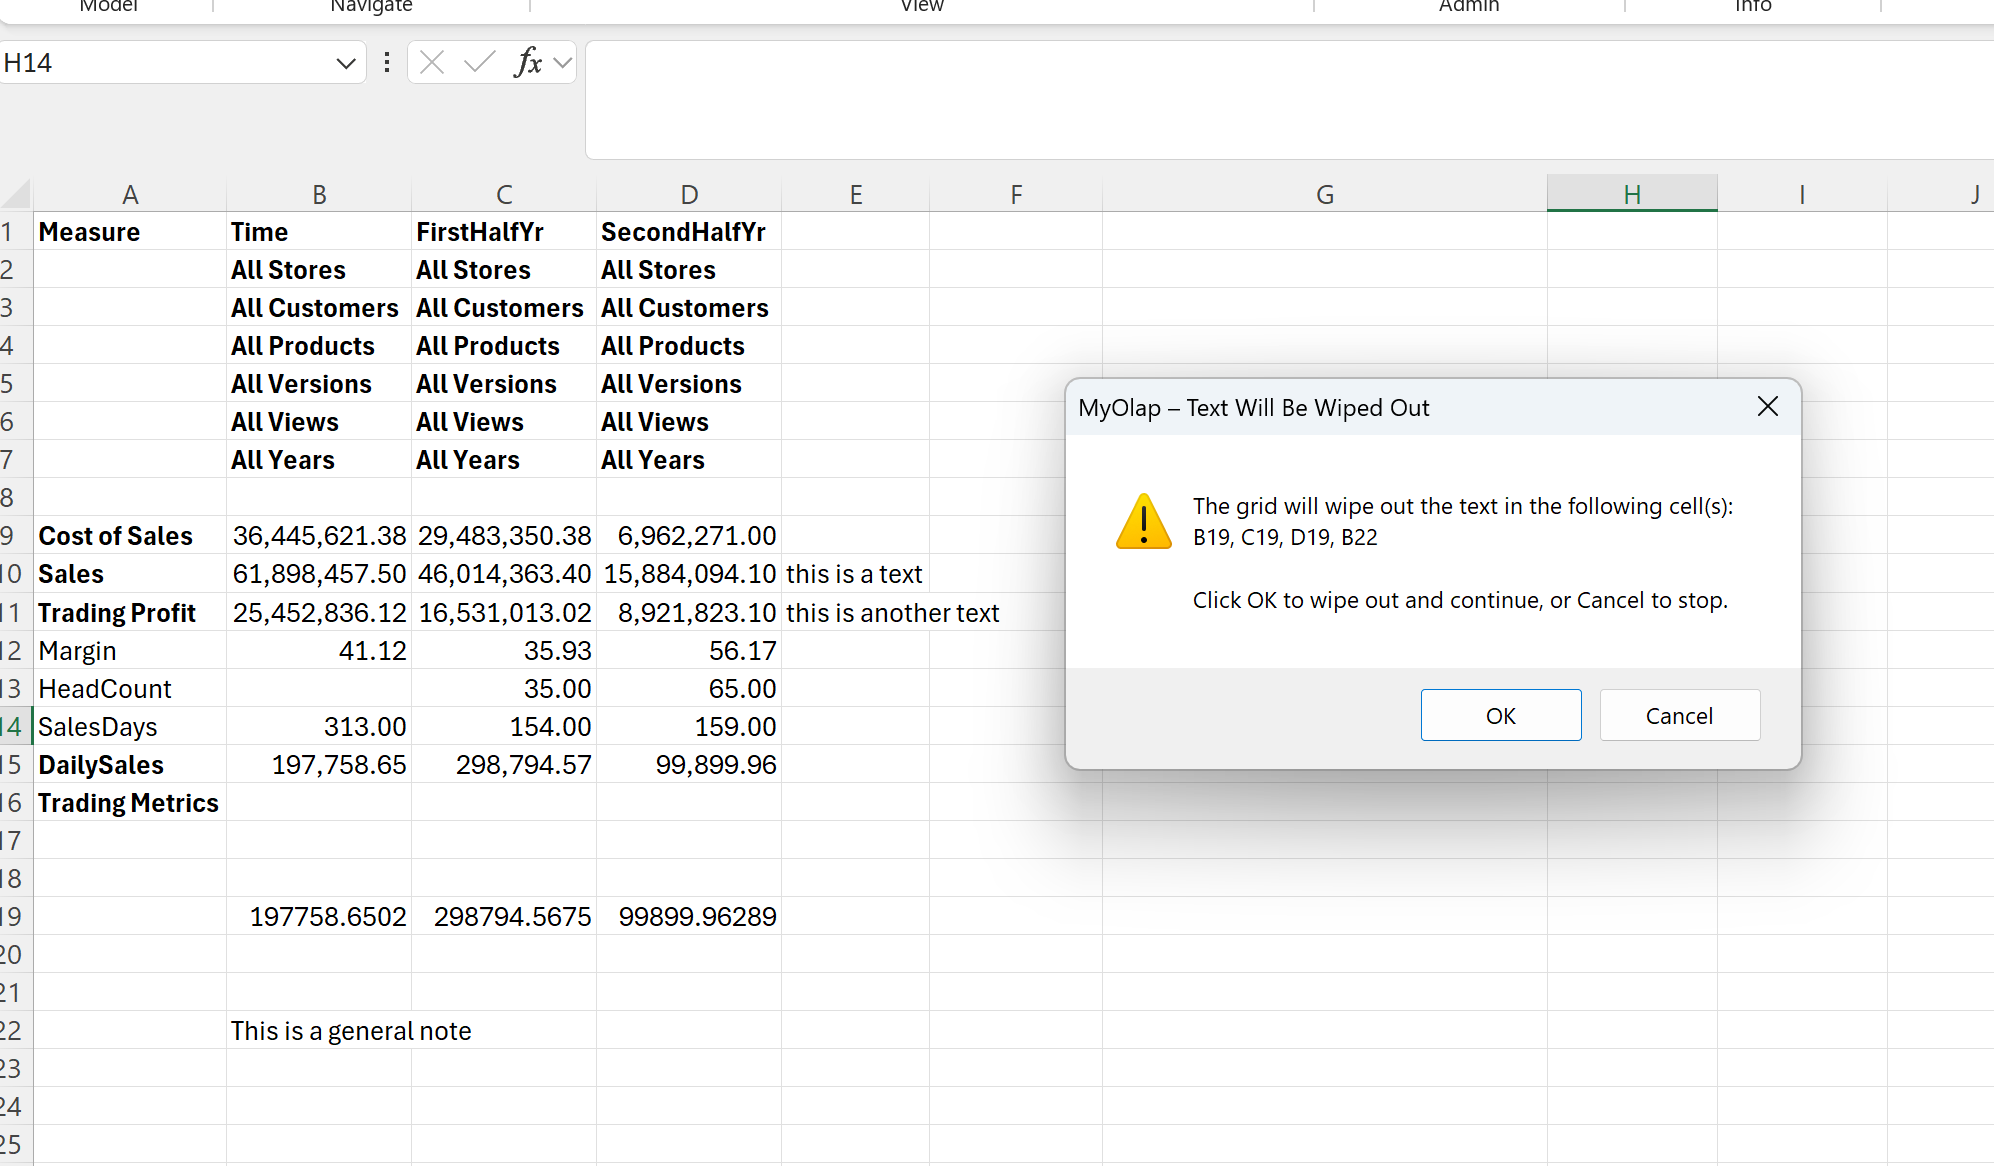 Model Navigate View Admin Info
H14 fx
A B C D E F G H I J
1 Measure Time FirstHalfYr SecondHalfYr
2 All Stores All Stores All Stores
3 All Customers All Customers All Customers
4 All Products All Products All Products
5 All Versions All Versions All Versions
6 All Views All Views All Views
7 All Years All Years All Years
8
9 Cost of Sales 36,445,621.38 29,483,350.38 6,962,271.00
10 Sales 61,898,457.50 46,014,363.40 15,884,094.10 this is a text
11 Trading Profit 25,452,836.12 16,531,013.02 8,921,823.10 this is another text
12 Margin 41.12 35.93 56.17
13 HeadCount 35.00 65.00
14 SalesDays 313.00 154.00 159.00
15 DailySales 197,758.65 298,794.57 99,899.96
16 Trading Metrics
17
18
19 197758.6502 298794.5675 99899.96289
20
21
22 This is a general note
23
24
25
MyOlap – Text Will Be Wiped Out
The grid will wipe out the text in the following cell(s):
B19, C19, D19, B22
Click OK to wipe out and continue, or Cancel to stop.
OK Cancel